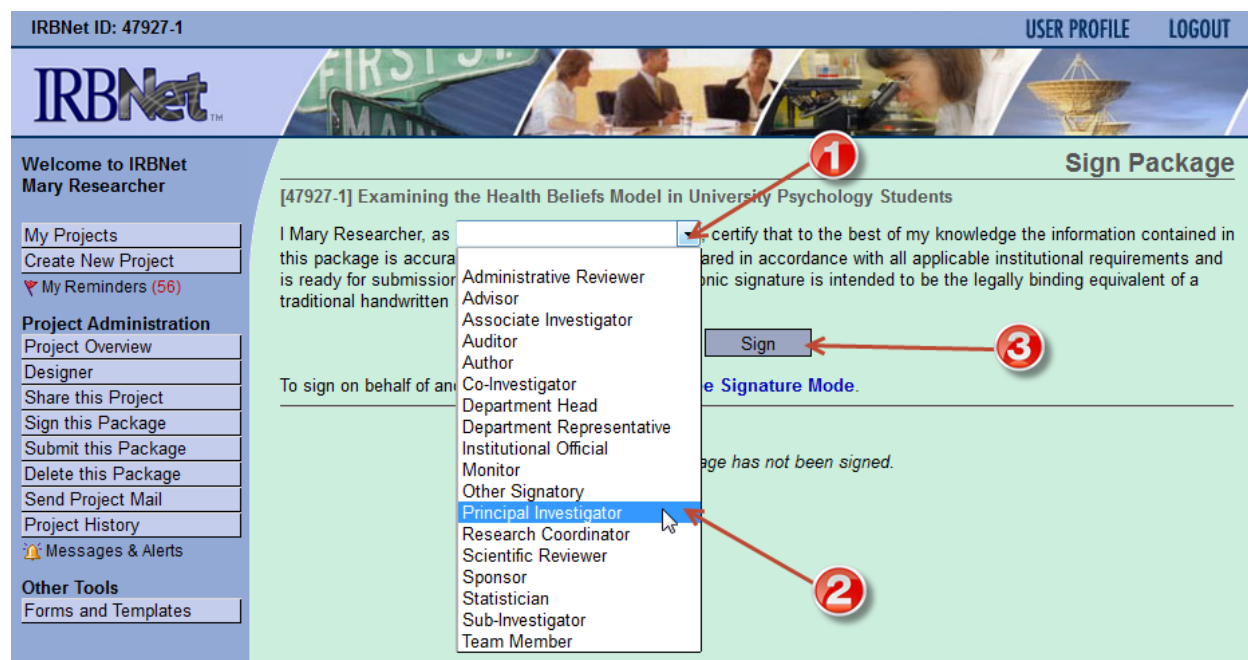 IRBNet ID: 47927-1
USER PROFILE LOGOUT
IRBNet TM
FIRST ST.
MAIN
Welcome to IRBNet
Mary Researcher
My Projects
Create New Project
My Reminders (56)
Project Administration
Project Overview
Designer
Share this Project
Sign this Package
Submit this Package
Delete this Package
Send Project Mail
Project History
Messages & Alerts
Other Tools
Forms and Templates
1
Sign Package
[47927-1] Examining the Health Beliefs Model in University Psychology Students
I Mary Researcher, as , certify that to the best of my knowledge the information contained in
this package is accura ared in accordance with all applicable institutional requirements and
is ready for submission onic signature is intended to be the legally binding equivalent of a
traditional handwritten
Administrative Reviewer
Advisor
Associate Investigator
Auditor
Author
Co-Investigator
Department Head
Department Representative
Institutional Official
Monitor
Other Signatory
Principal Investigator
Research Coordinator
Scientific Reviewer
Sponsor
Statistician
Sub-Investigator
Team Member
Sign
3
To sign on behalf of an e Signature Mode.
age has not been signed.
2